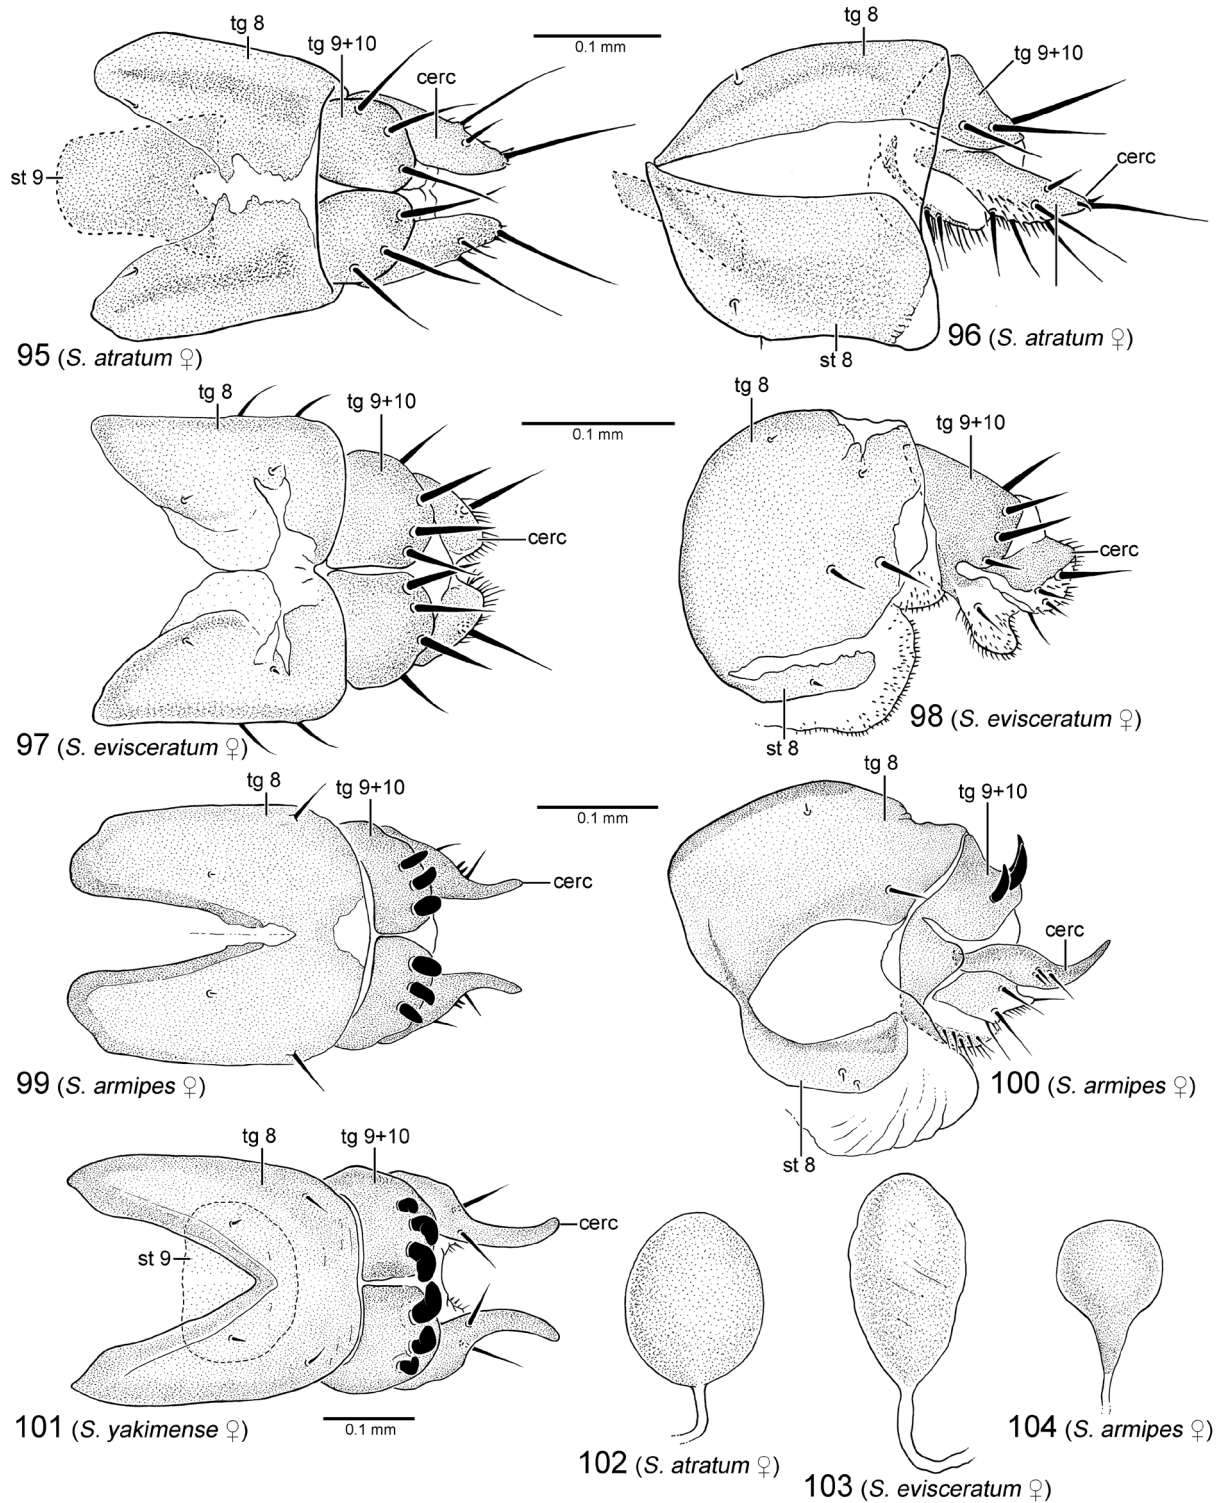 tg 8
tg 9+10
cerc
st 9
0.1 mm
95 (S. atratum ♀)
tg 8
tg 9+10
cerc
st 8
96 (S. atratum ♀)
tg 8
tg 9+10
cerc
0.1 mm
97 (S. evisceratum ♀)
tg 8
tg 9+10
cerc
st 8
98 (S. evisceratum ♀)
tg 8
tg 9+10
cerc
0.1 mm
99 (S. armipes ♀)
tg 8
tg 9+10
cerc
st 8
100 (S. armipes ♀)
tg 8
tg 9+10
cerc
st 9
0.1 mm
101 (S. yakimense ♀)
102 (S. atratum ♀)
103 (S. evisceratum ♀)
104 (S. armipes ♀)